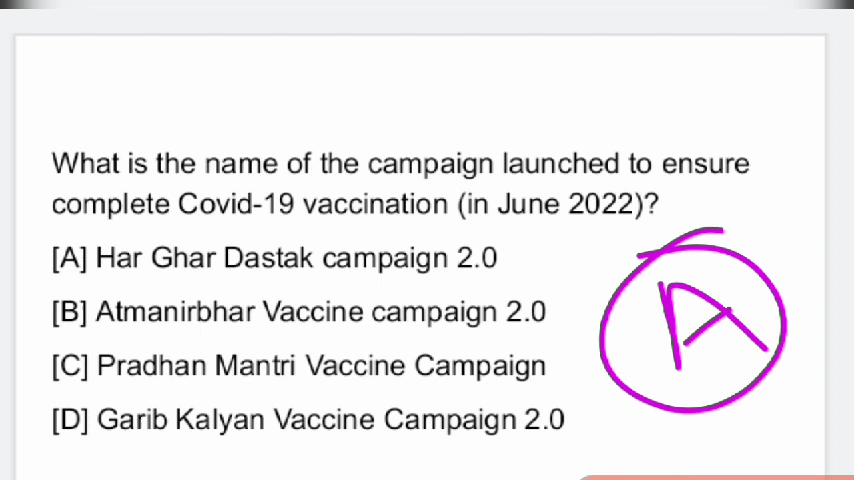 What is the name of the campaign launched to ensure
complete Covid-19 vaccination (in June 2022)?
[A] Har Ghar Dastak campaign 2.0
[B] Atmanirbhar Vaccine campaign 2.0
[C] Pradhan Mantri Vaccine Campaign
[D] Garib Kalyan Vaccine Campaign 2.0
A